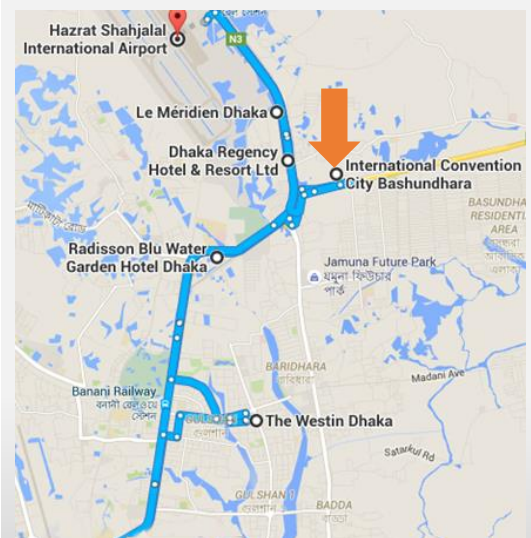 Hazrat Shahjalal
International Airport
N3
Le Méridien Dhaka
Dhaka Regency
Hotel & Resort Ltd
International Convention
City Bashundhara
BASUNDHA
RESIDENTI
AREA
Radisson Blu Water
Garden Hotel Dhaka
Jamuna Future Park
যমুনা ফিউচার
পার্ক
BARIDHARA
বারিধারা
Madani Ave
Banani Railway
বনানী রেলওয়ে
স্টেশন
গুলশান
The Westin Dhaka
Satarkul Rd
GULSHAN 1
BADDA
বাড্ডা